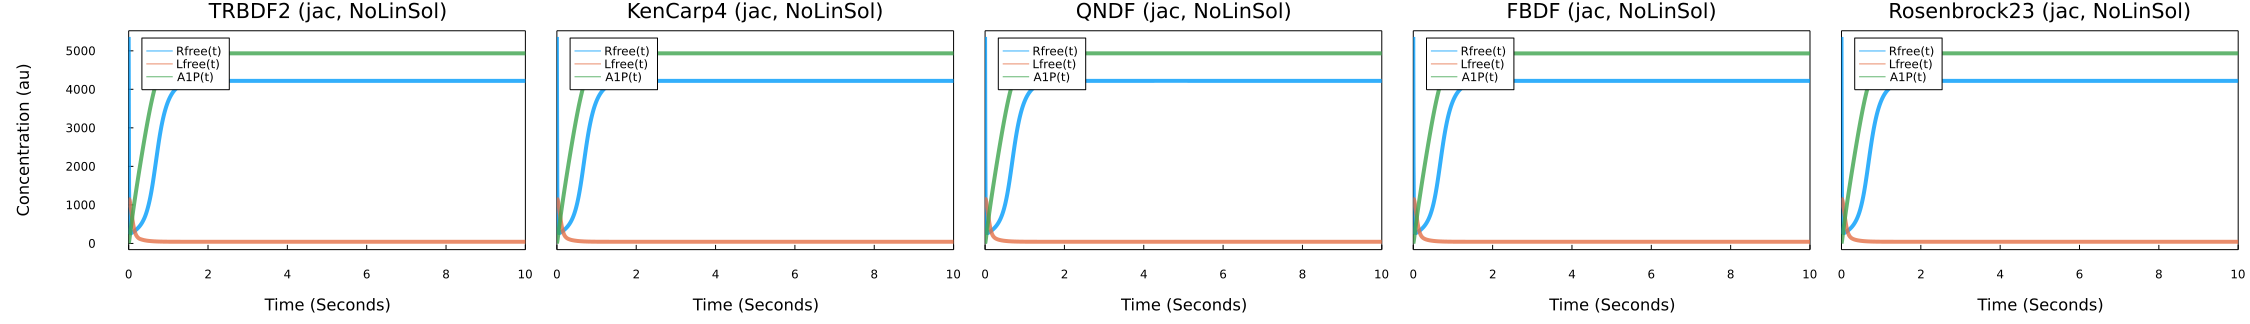 TRBDF2 (jac, NoLinSol)
KenCarp4 (jac, NoLinSol)
QNDF (jac, NoLinSol)
FBDF (jac, NoLinSol)
Rosenbrock23 (jac, NoLinSol)
Concentration (au)
5000
4000
3000
2000
1000
0
Rfree(t)
Lfree(t)
A1P(t)
0 2 4 6 8 10
Time (Seconds)
Rfree(t)
Lfree(t)
A1P(t)
0 2 4 6 8 10
Time (Seconds)
Rfree(t)
Lfree(t)
A1P(t)
0 2 4 6 8 10
Time (Seconds)
Rfree(t)
Lfree(t)
A1P(t)
0 2 4 6 8 10
Time (Seconds)
Rfree(t)
Lfree(t)
A1P(t)
0 2 4 6 8 10
Time (Seconds)